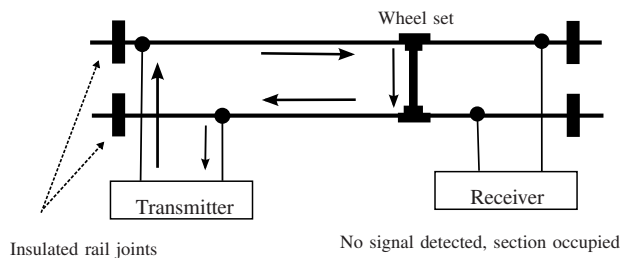 Wheel set
Transmitter
Receiver
Insulated rail joints
No signal detected, section occupied